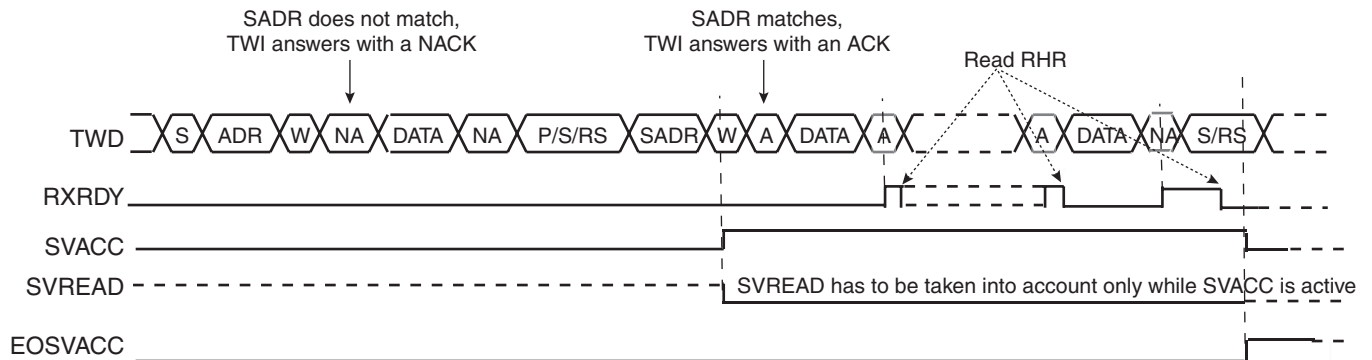 SADR does not match,
TWI answers with a NACK
SADR matches,
TWI answers with an ACK
Read RHR
TWD S ADR W NA DATA NA P/S/RS SADR W A DATA A A DATA NA S/RS
RXRDY
SVACC
SVREAD SVREAD has to be taken into account only while SVACC is active
EOSVACC